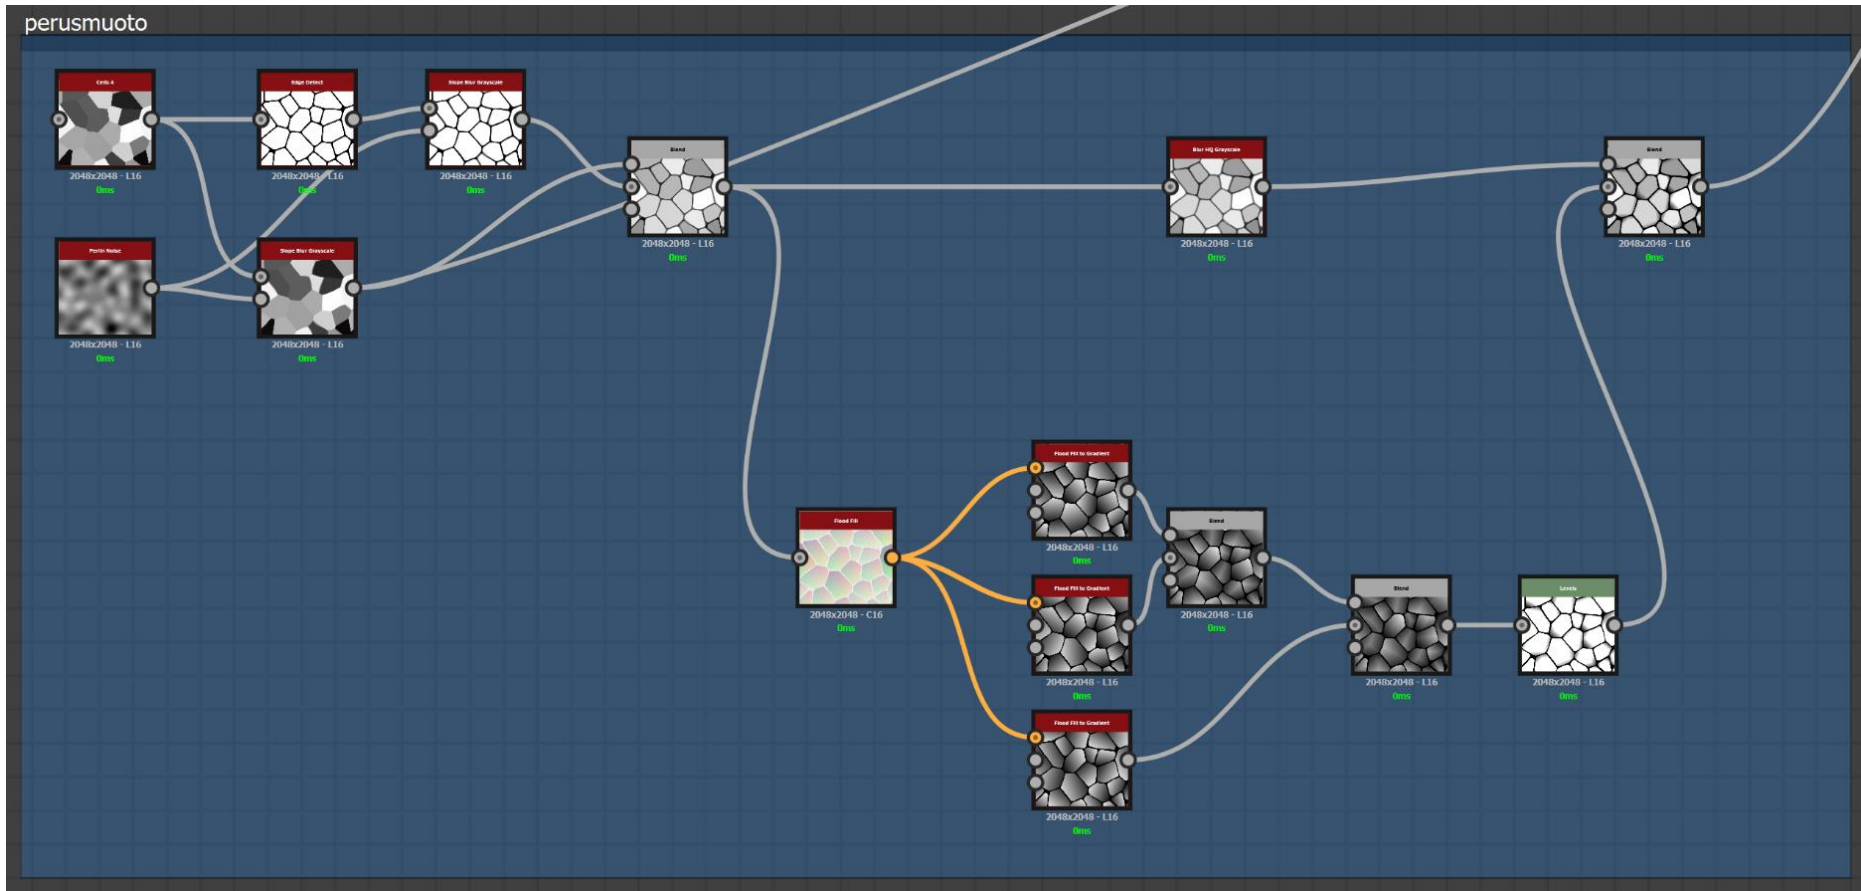 perusmuoto
Cells 4
2048x2048 - L16
0ms
Edge Detect
2048x2048 - L16
0ms
Slope Blur Grayscale
2048x2048 - L16
0ms
Blend
2048x2048 - L16
0ms
Blur HQ Grayscale
2048x2048 - L16
0ms
Blend
2048x2048 - L16
0ms
Perlin Noise
2048x2048 - L16
0ms
Slope Blur Grayscale
2048x2048 - L16
0ms
Flood Fill to Gradient
2048x2048 - L16
0ms
Flood Fill
2048x2048 - C16
0ms
Blend
2048x2048 - L16
0ms
Flood Fill to Gradient
2048x2048 - L16
0ms
Blend
2048x2048 - L16
0ms
Levels
2048x2048 - L16
0ms
Flood Fill to Gradient
2048x2048 - L16
0ms